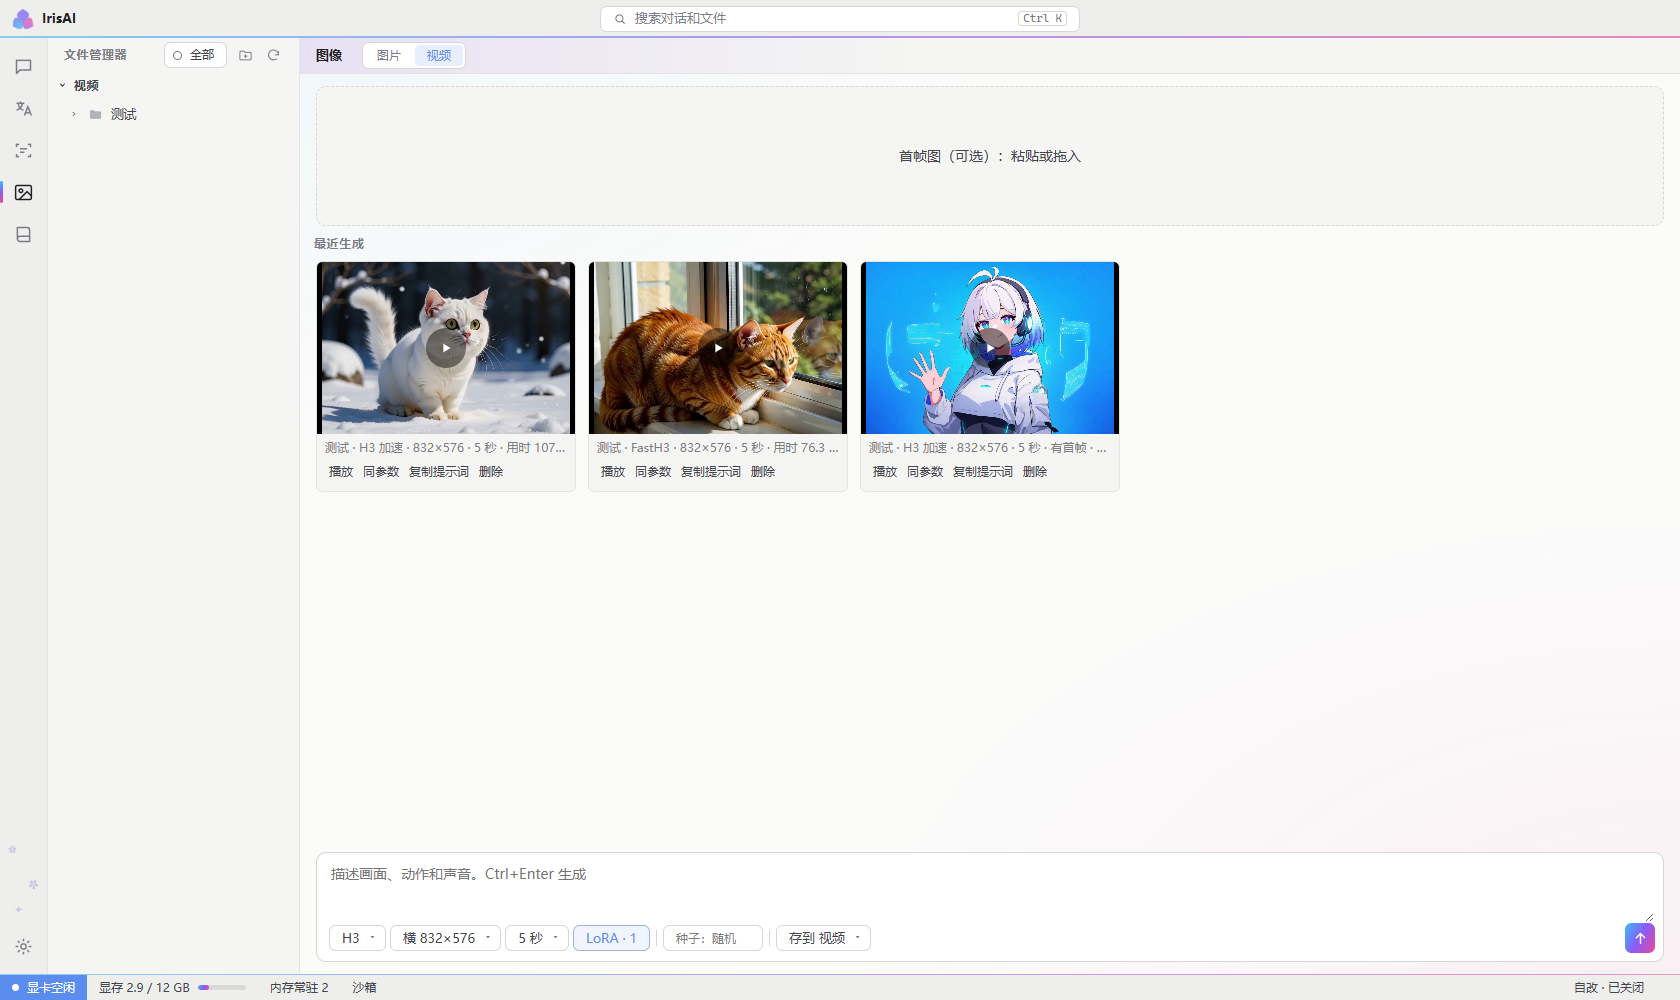 IrisAI
搜索对话和文件
Ctrl K
文件管理器
全部
图像
图片
视频
视频
测试
首帧图（可选）：粘贴或拖入
最近生成
测试 · H3 加速 · 832×576 · 5 秒 · 用时 107...
播放 同参数 复制提示词 删除
测试 · FastH3 · 832×576 · 5 秒 · 用时 76.3 ...
播放 同参数 复制提示词 删除
测试 · H3 加速 · 832×576 · 5 秒 · 有首帧 · ...
播放 同参数 复制提示词 删除
描述画面、动作和声音。Ctrl+Enter 生成
H3
横 832×576
5 秒
LoRA · 1
种子：随机
存到 视频
显卡空闲
显存 2.9 / 12 GB
内存常驻 2
沙箱
自改 · 已关闭